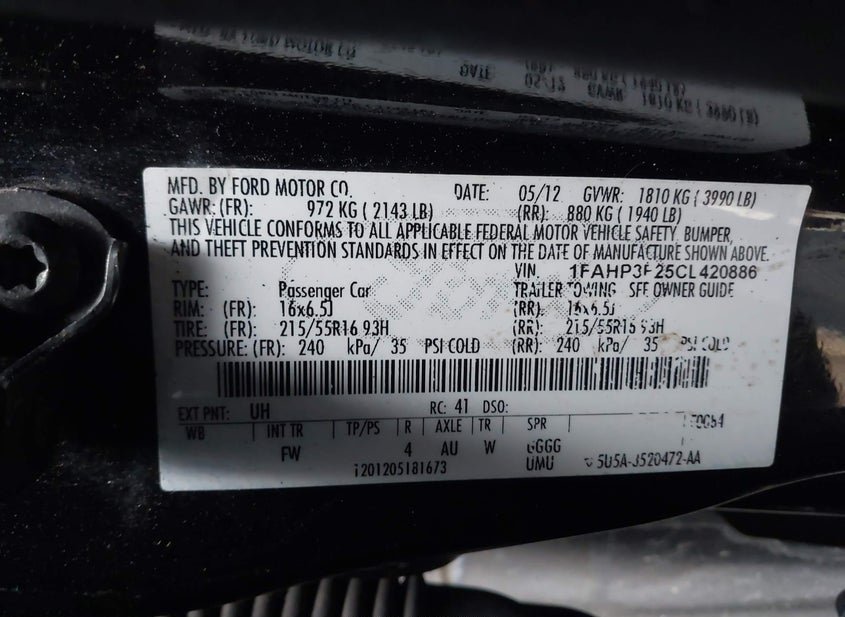 MFD. BY FORD MOTOR CO. DATE: 05/12 GVWR: 1810 KG ( 3990 LB)
GAWR: (FR): 972 KG ( 2143 LB) (RR): 880 KG ( 1940 LB)
THIS VEHICLE CONFORMS TO ALL APPLICABLE FEDERAL MOTOR VEHICLE SAFETY, BUMPER,
AND THEFT PREVENTION STANDARDS IN EFFECT ON THE DATE OF MANUFACTURE SHOWN ABOVE.
VIN
TYPE: Passenger Car TRAILER TOWING SEE OWNER GUIDE
RIM: (FR): 16x6.5J (RR): 16x6.5J
TIRE: (FR): 215/55R16 93H (RR): 215/55R16 93H
PRESSURE: (FR): 240 kPa/ 35 PSI COLD (RR): 240 kPa/ 35 PSI COLD
EXT PNT: UH RC: 41 DSO:
WB INT TR TP/PS R AXLE TR SPR
FW 4 AU W
UMU